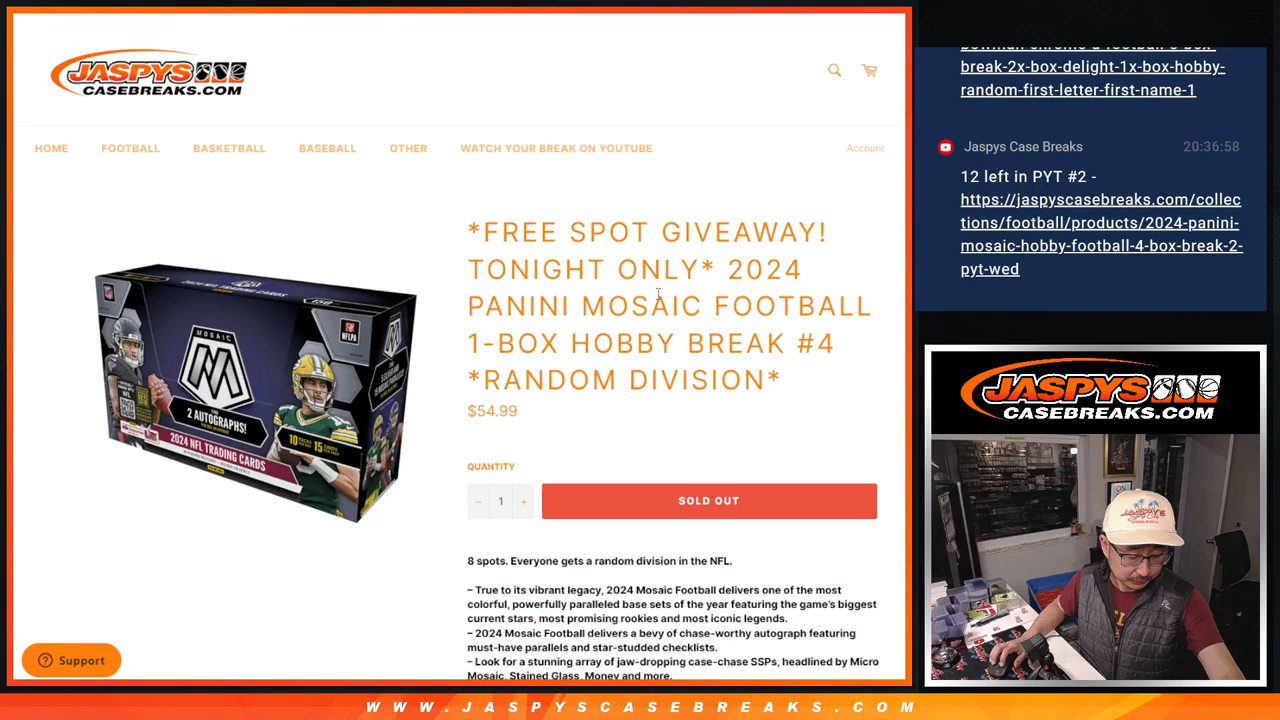 JASPYS
CASEBREAKS.COM
HOME
FOOTBALL
BASKETBALL
BASEBALL
OTHER
WATCH YOUR BREAK ON YOUTUBE
Account
*FREE SPOT GIVEAWAY!
TONIGHT ONLY* 2024
PANINI MOSAIC FOOTBALL
1-BOX HOBBY BREAK #4
*RANDOM DIVISION*
$54.99
QUANTITY
− 1 +
SOLD OUT
8 spots. Everyone gets a random division in the NFL.
– True to its vibrant legacy, 2024 Mosaic Football delivers one of the most
colorful, powerfully paralleled base sets of the year featuring the game's biggest
current stars, most promising rookies and most iconic legends.
– 2024 Mosaic Football delivers a bevy of chase-worthy autograph featuring
must-have parallels and star-studded checklists.
– Look for a stunning array of jaw-dropping case-chase SSPs, headlined by Micro
Mosaic, Stained Glass, Money and more.
MOSAIC
2 AUTOGRAPHS!
2024 NFL TRADING CARDS
10 PACKS
15 CARDS
NFLPA
Support
break-2x-box-delight-1x-box-hobby-
random-first-letter-first-name-1
Jaspys Case Breaks
20:36:58
12 left in PYT #2 -
https://jaspyscasebreaks.com/collec
tions/football/products/2024-panini-
mosaic-hobby-football-4-box-break-2-
pyt-wed
JASPYS
CASEBREAKS.COM
WWW.JASPYSCASEBREAKS.COM